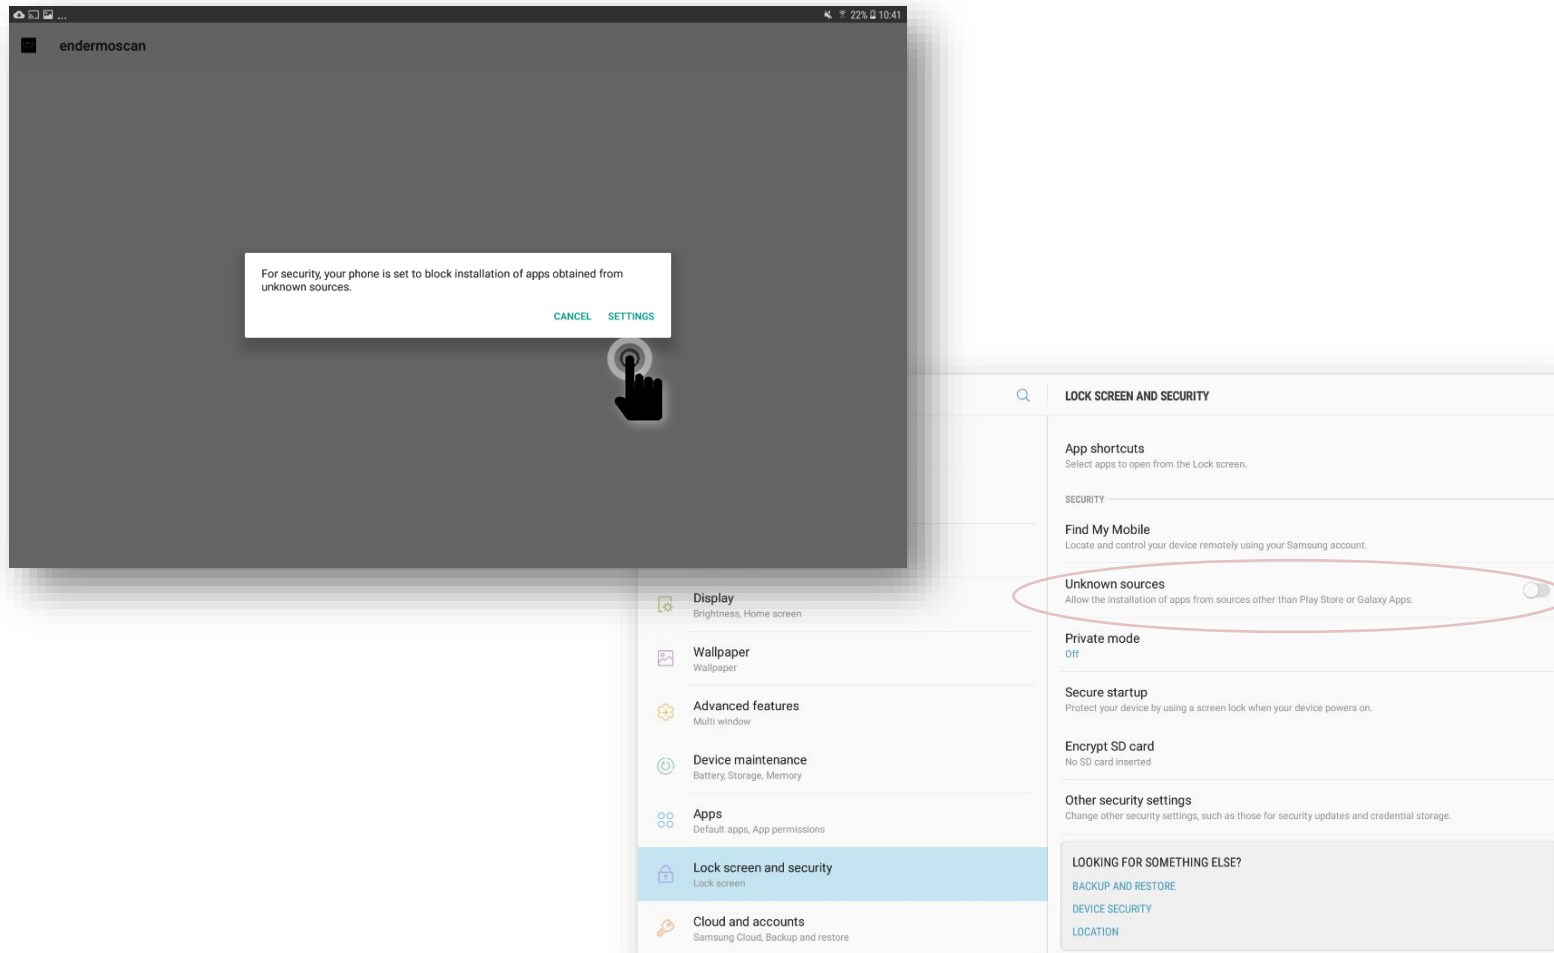 ... 22% 10:41
endermoscan
For security, your phone is set to block installation of apps obtained from
unknown sources.
CANCEL SETTINGS
Display
Brightness, Home screen
Wallpaper
Wallpaper
Advanced features
Multi window
Device maintenance
Battery, Storage, Memory
Apps
Default apps, App permissions
Lock screen and security
Lock screen
Cloud and accounts
Samsung Cloud, Backup and restore
LOCK SCREEN AND SECURITY
App shortcuts
Select apps to open from the Lock screen.
SECURITY
Find My Mobile
Locate and control your device remotely using your Samsung account.
Unknown sources
Allow the installation of apps from sources other than Play Store or Galaxy Apps.
Private mode
Off
Secure startup
Protect your device by using a screen lock when your device powers on.
Encrypt SD card
No SD card inserted
Other security settings
Change other security settings, such as those for security updates and credential storage.
LOOKING FOR SOMETHING ELSE?
BACKUP AND RESTORE
DEVICE SECURITY
LOCATION